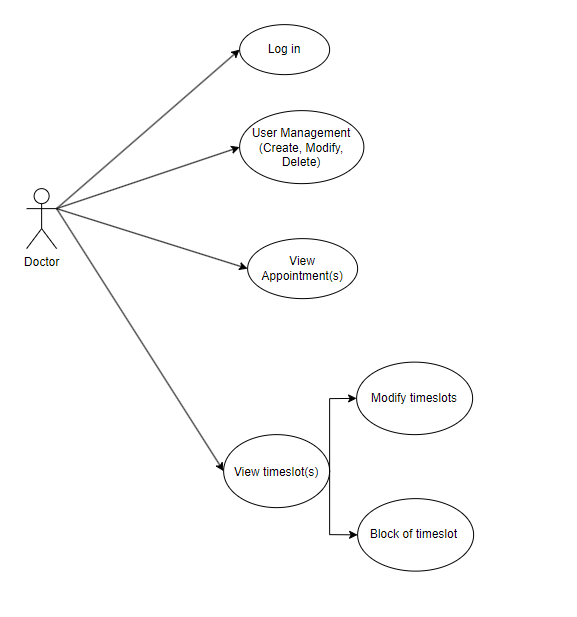 Log in
User Management
(Create, Modify,
Delete)
Doctor
View
Appointment(s)
Modify timeslots
View timeslot(s)
Block of timeslot